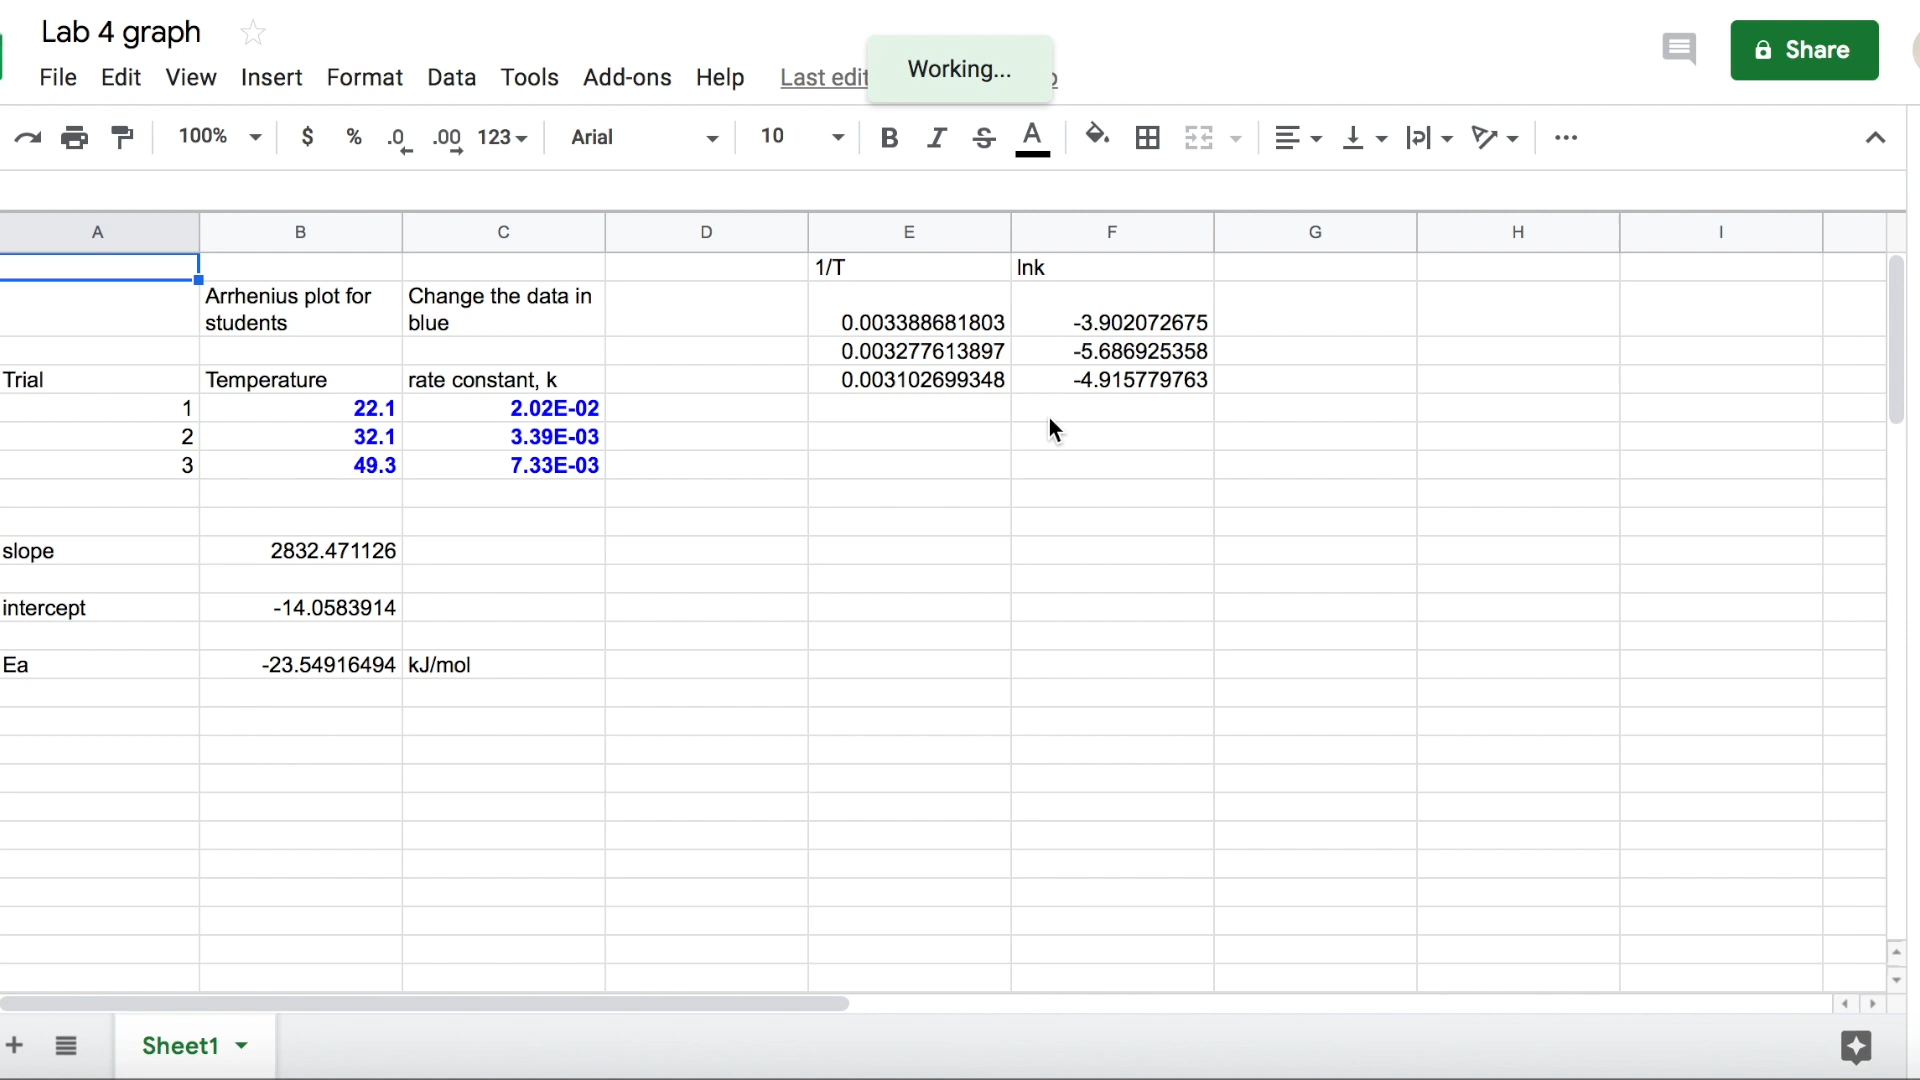 Lab 4 graph
File Edit View Insert Format Data Tools Add-ons Help Last edit
Working...
Share
100% $ % .0 .00 123 Arial 10 B I S A
A B C D E F G H I
1/T lnk
Arrhenius plot for students Change the data in blue 0.003388681803 -3.902072675
0.003277613897 -5.686925358
Trial Temperature rate constant, k 0.003102699348 -4.915779763
1 22.1 2.02E-02
2 32.1 3.39E-03
3 49.3 7.33E-03
slope 2832.471126
intercept -14.0583914
Ea -23.54916494 kJ/mol
Sheet1